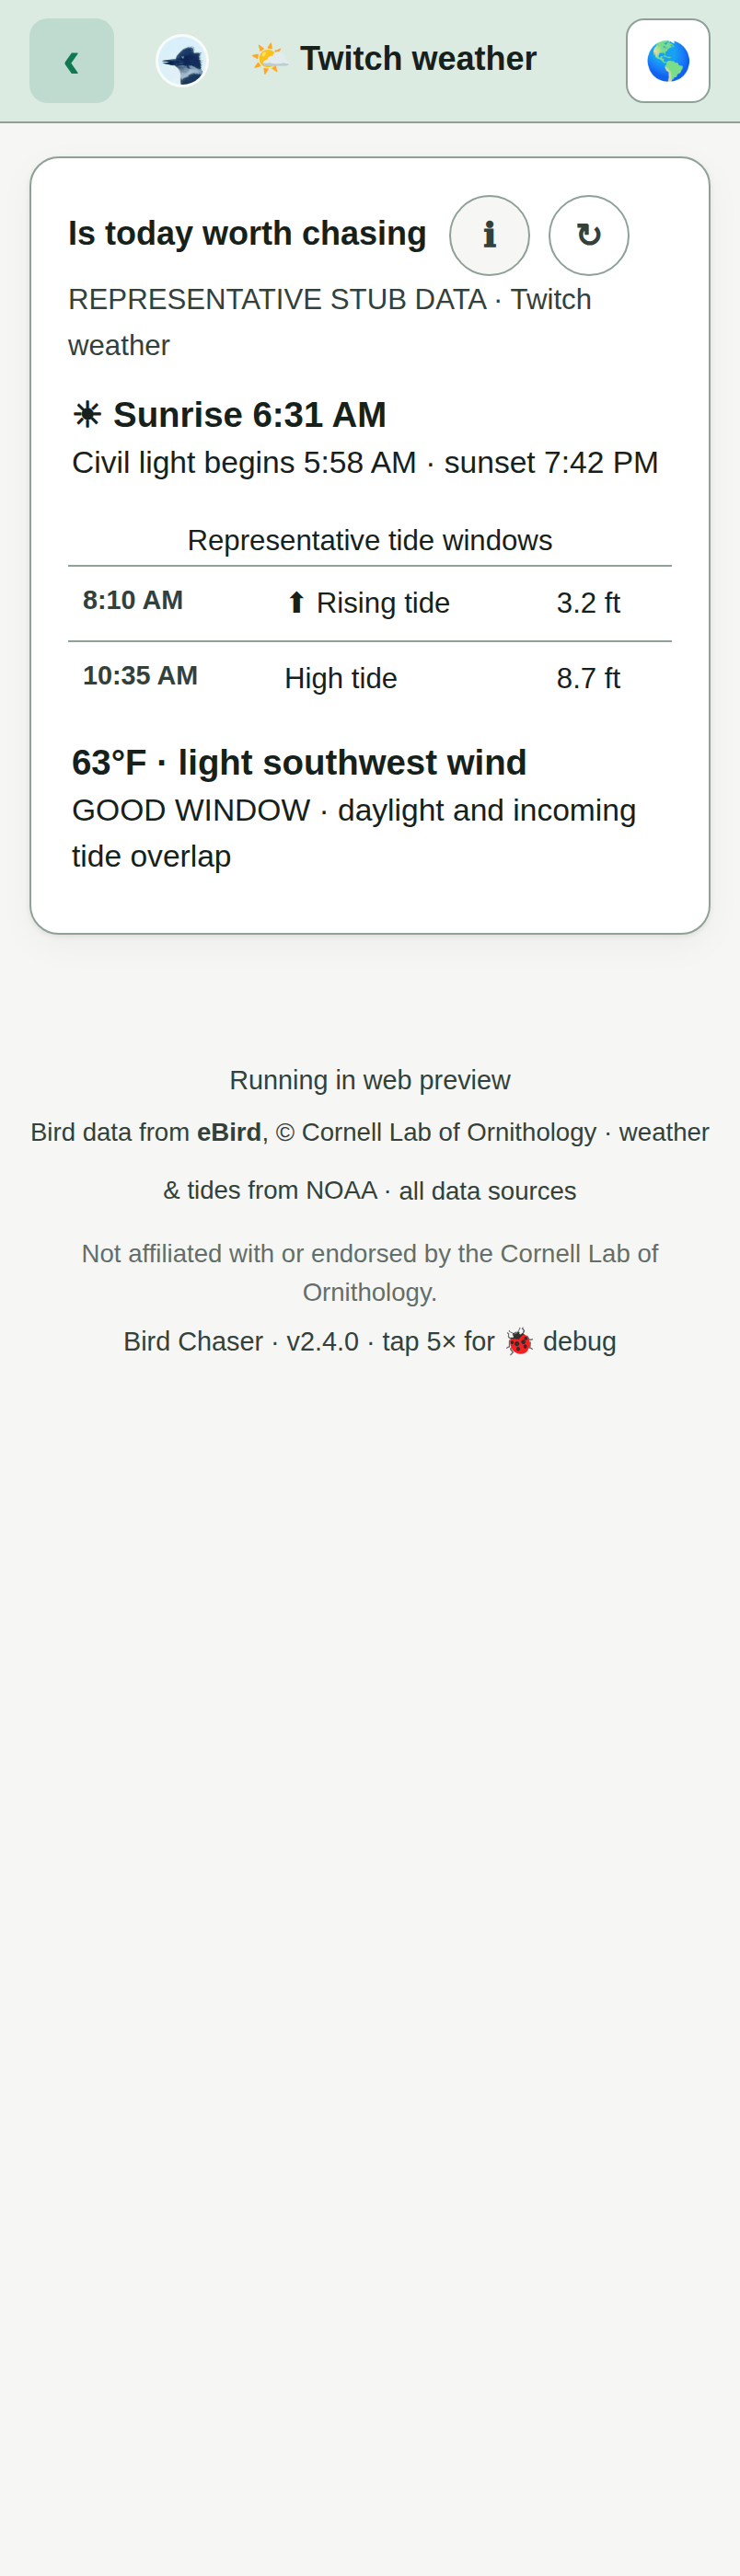 ‹ 🌤️ Twitch weather 🌎
Is today worth chasing ℹ ↻
REPRESENTATIVE STUB DATA · Twitch
weather
☀ Sunrise 6:31 AM
Civil light begins 5:58 AM · sunset 7:42 PM
Representative tide windows
8:10 AM ⬆ Rising tide 3.2 ft
10:35 AM High tide 8.7 ft
63°F · light southwest wind
GOOD WINDOW · daylight and incoming
tide overlap
Running in web preview
Bird data from eBird, © Cornell Lab of Ornithology · weather
& tides from NOAA · all data sources
Not affiliated with or endorsed by the Cornell Lab of
Ornithology.
Bird Chaser · v2.4.0 · tap 5× for 🐞 debug